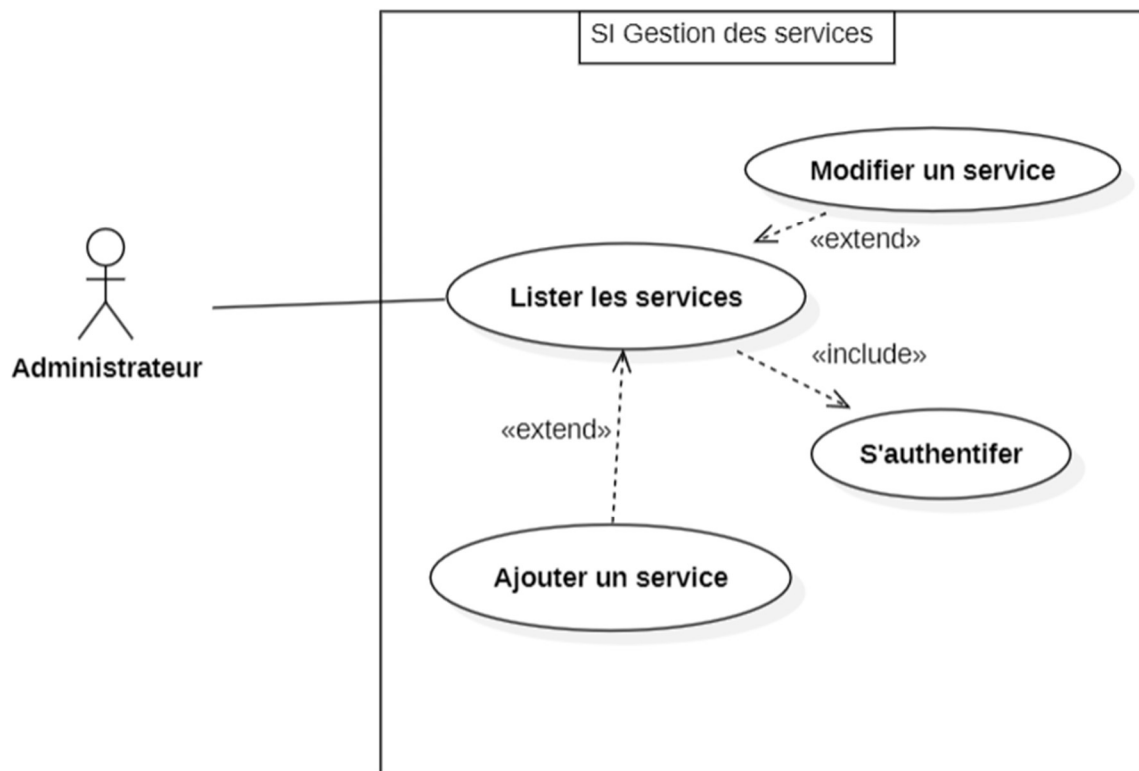 SI Gestion des services
Modifier un service
«extend»
Lister les services
Administrateur
«include»
«extend»
S'authentifer
Ajouter un service